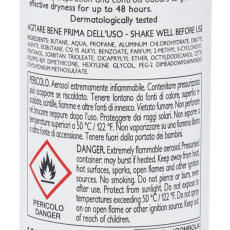 effective dryness for up to 48 hours.
Dermatologically tested
AGITARE BENE PRIMA DELL'USO - SHAKE WELL BEFORE USE
INGREDIENTS: BUTANE, AQUA, PROPANE, ALUMINUM CHLOROHYDRATE,
PERICOLO. Aerosol estremamente infiammabile. Contenitore pressurizzato:
può scoppiare se riscaldato. Tenere lontano da fonti di calore, superfici
calde, scintille, fiamme e altre fonti di innesco. Vietato fumare. Non perforare
né bruciare neppure dopo l'uso. Proteggere dai raggi solari. Non esporre a
temperature superiori a 50 °C / 122 °F. Non vaporizzare su una fiamma libera
Tenere fuori dalla portata dei bambini.
DANGER. Extremely flammable aerosol. Pressurised
container: may burst if heated. Keep away from heat,
hot surfaces, sparks, open flames and other ignition
sources. No smoking. Do not pierce or burn, even
after use. Protect from sunlight. Do not expose to
temperatures exceeding 50 °C / 122 °F. Do not spray
on an open flame or other ignition source. Keep out
of reach of children.
PERICOLO
DANGER